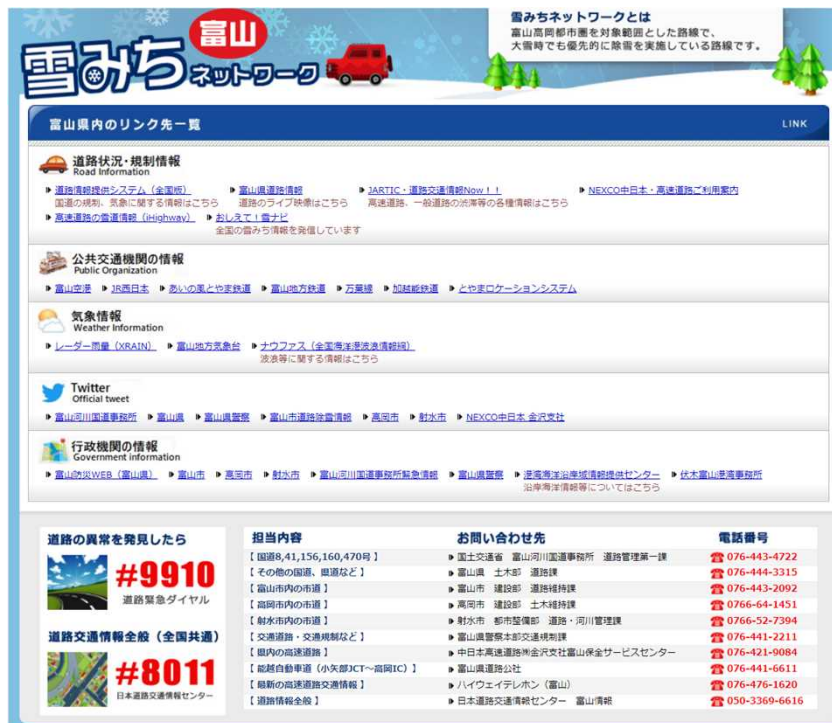 富山
雪みちネットワーク
雪みちネットワークとは
富山高岡都市圏を対象範囲とした路線で、
大雪時でも優先的に除雪を実施している路線です。
富山県内のリンク先一覧
LINK
道路状況・規制情報
Road Information
道路情報提供システム（全国版） 富山県道路情報 JARTIC・道路交通情報Now！！ NEXCO中日本・高速道路ご利用案内
国道の規制、気象に関する情報はこちら 道路のライブ映像はこちら 高速道路、一般道路の渋滞等の各種情報はこちら
高速道路の雪道情報（iHighway） おしえて！雪ナビ
全国の雪みち情報を発信しています
公共交通機関の情報
Public Organization
富山空港 JR西日本 あいの風とやま鉄道 富山地方鉄道 万葉線 加越能鉄道 とやまロケーションシステム
気象情報
Weather Information
レーダー雨量（XRAIN） 富山地方気象台 ナウファス（全国海洋港波浪情報網）
波浪等に関する情報はこちら
Twitter
Official tweet
富山河川国道事務所 富山県 富山県警察 富山市道路除雪情報 高岡市 射水市 NEXCO中日本 金沢支社
行政機関の情報
Government information
富山防災WEB（富山県） 富山市 高岡市 射水市 富山河川国道事務所緊急情報 富山県警察 港湾海洋沿岸域情報提供センター 伏木富山港湾事務所
沿岸海洋情報等についてはこちら
道路の異常を発見したら
#9910
道路緊急ダイヤル
道路交通情報全般（全国共通）
#8011
日本道路交通情報センター
担当内容 お問い合わせ先 電話番号
【 国道8,41,156,160,470号 】 国土交通省 富山河川国道事務所 道路管理第一課 076-443-4722
【 その他の国道、県道など 】 富山県 土木部 道路課 076-444-3315
【 富山市内の市道 】 富山市 建設部 道路維持課 076-443-2092
【 高岡市内の市道 】 高岡市 建設部 土木維持課 0766-64-1451
【 射水市内の市道 】 射水市 都市整備部 道路・河川管理課 0766-52-7394
【 交通道路・交通規制など 】 富山県警察本部交通規制課 076-441-2211
【 県内の高速道路 】 中日本高速道路㈱金沢支社富山保全サービスセンター 076-421-9084
【 能越自動車道（小矢部JCT～高岡IC）】 富山県道路公社 076-441-6611
【 最新の高速道路交通情報 】 ハイウェイテレホン（富山） 076-476-1620
【 道路情報全般 】 日本道路交通情報センター 富山情報 050-3369-6616